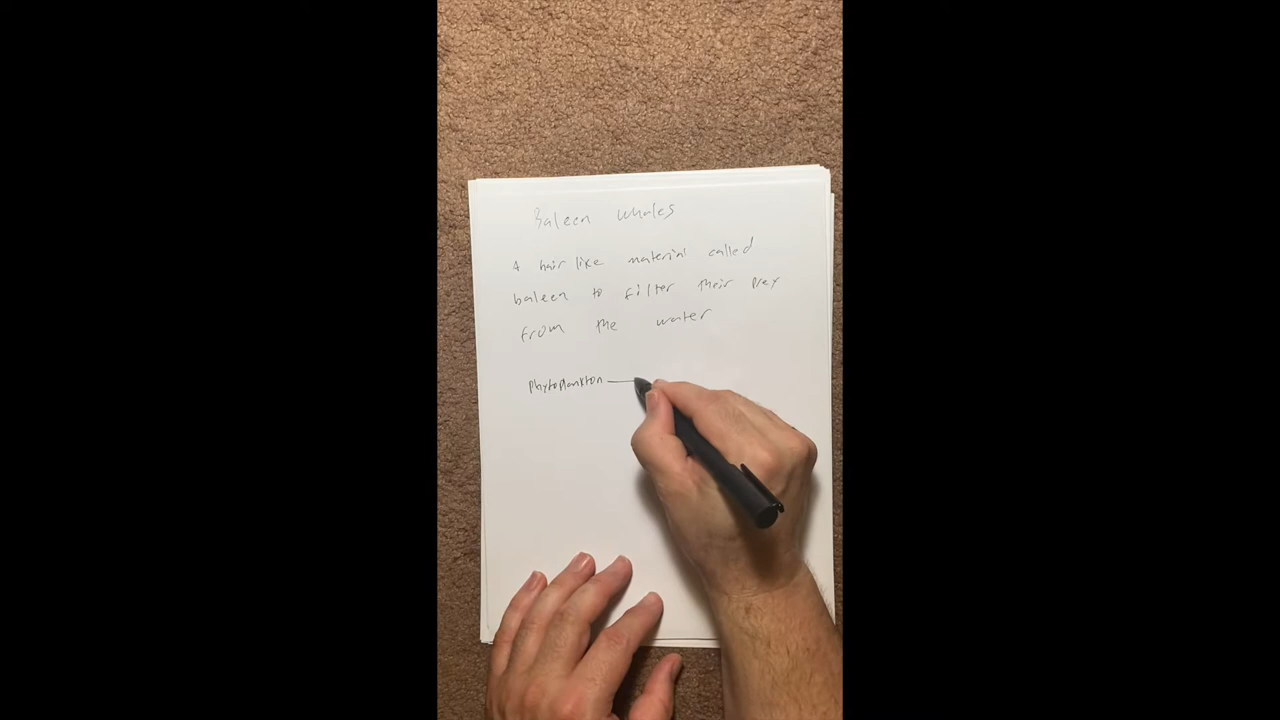 Baleen whales
A hair like material called
baleen to filter their prey
from the water
phytoplankton